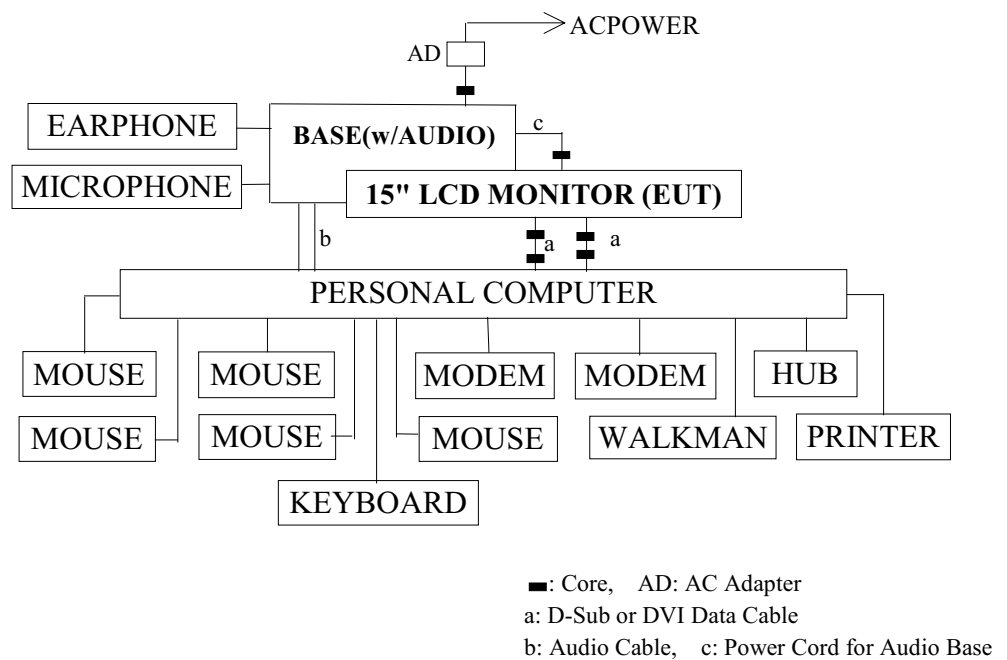 ACPOWER
AD
EARPHONE
BASE(w/AUDIO)
c
MICROPHONE
15" LCD MONITOR (EUT)
b
a
a
PERSONAL COMPUTER
MOUSE
MOUSE
MODEM
MODEM
HUB
MOUSE
MOUSE
MOUSE
WALKMAN
PRINTER
KEYBOARD
: Core, AD: AC Adapter
a: D-Sub or DVI Data Cable
b: Audio Cable, c: Power Cord for Audio Base